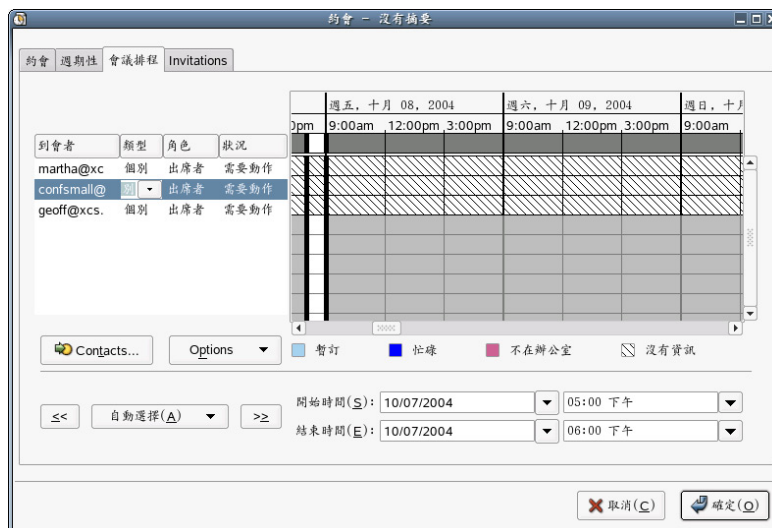 約會 - 沒有摘要
約會 週期性 會議排程 Invitations
週五, 十月 08, 2004 週六, 十月 09, 2004 週日, 十
0pm 9:00am 12:00pm 3:00pm 9:00am 12:00pm 3:00pm 9:00am
到會者 類型 角色 狀況
martha@xc 個別 出席者 需要動作
confsmall@ 別 出席者 需要動作
geoff@xcs. 個別 出席者 需要動作
Contacts... Options 暫訂 忙碌 不在辦公室 沒有資訊
開始時間(S): 10/07/2004 05:00 下午
<< 自動選擇(A) >>
結束時間(E): 10/07/2004 06:00 下午
取消(C) 確定(O)